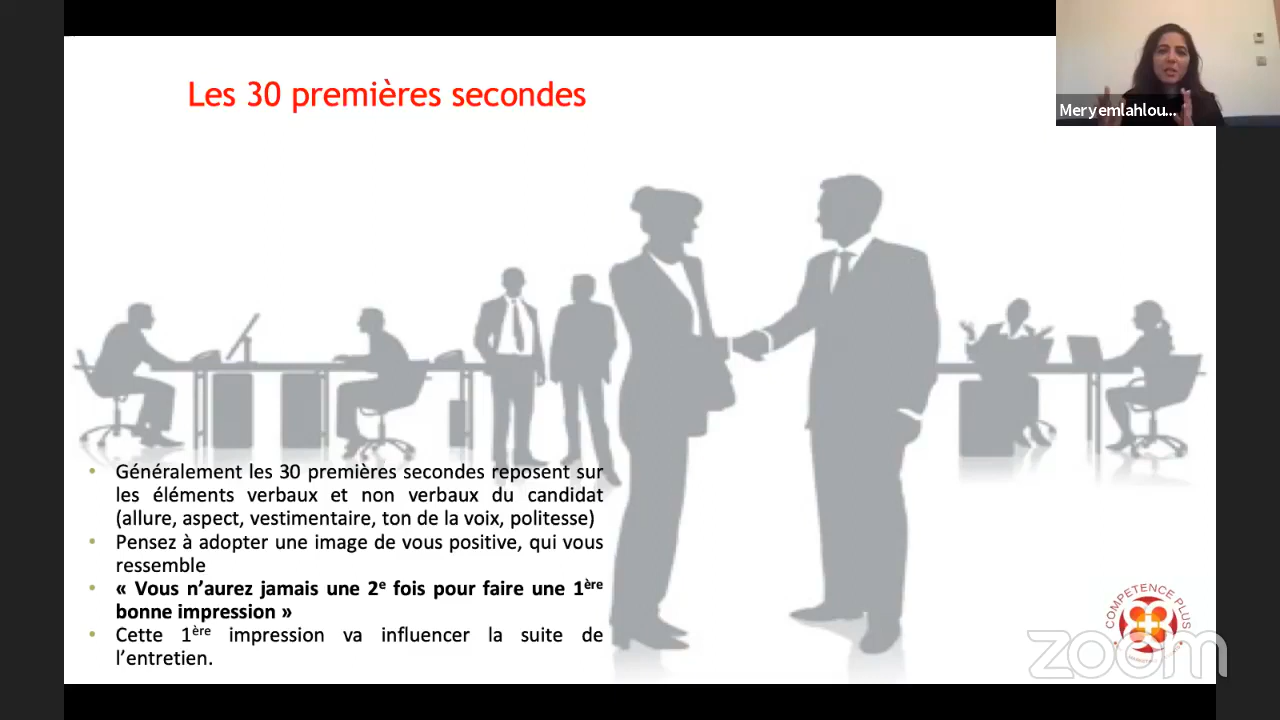 Les 30 premières secondes
Meryemlahlou...
• Généralement les 30 premières secondes reposent sur
les éléments verbaux et non verbaux du candidat
(allure, aspect, vestimentaire, ton de la voix, politesse)
• Pensez à adopter une image de vous positive, qui vous
ressemble
• « Vous n’aurez jamais une 2e fois pour faire une 1ère
bonne impression »
• Cette 1ère impression va influencer la suite de
l’entretien.
COMPETENCE PLUS
zoom